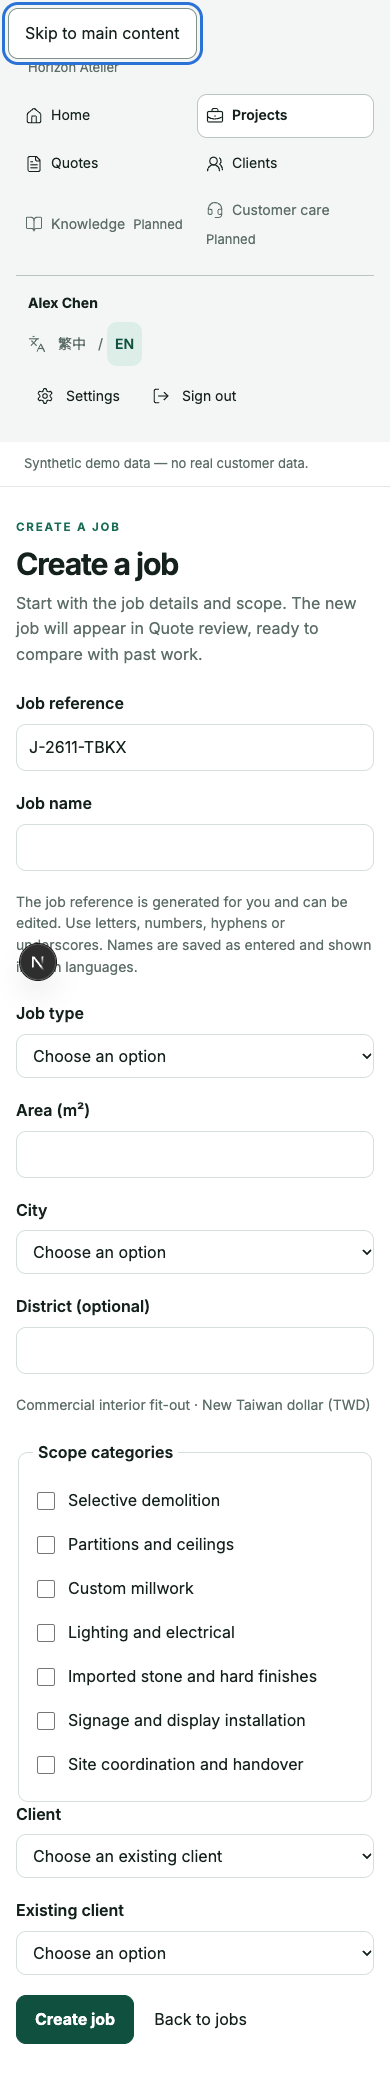 Skip to main content
Horizon Atelier
Home
Projects
Quotes
Clients
Knowledge Planned
Customer care
Planned
Alex Chen
繁中 / EN
Settings
Sign out
Synthetic demo data — no real customer data.
CREATE A JOB
Create a job
Start with the job details and scope. The new
job will appear in Quote review, ready to
compare with past work.
Job reference
J-2611-TBKX
Job name
The job reference is generated for you and can be
edited. Use letters, numbers, hyphens or
underscores. Names are saved as entered and shown
languages.
N
Job type
Choose an option
Area (m²)
City
Choose an option
District (optional)
Commercial interior fit-out · New Taiwan dollar (TWD)
Scope categories
Selective demolition
Partitions and ceilings
Custom millwork
Lighting and electrical
Imported stone and hard finishes
Signage and display installation
Site coordination and handover
Client
Choose an existing client
Existing client
Choose an option
Create job
Back to jobs